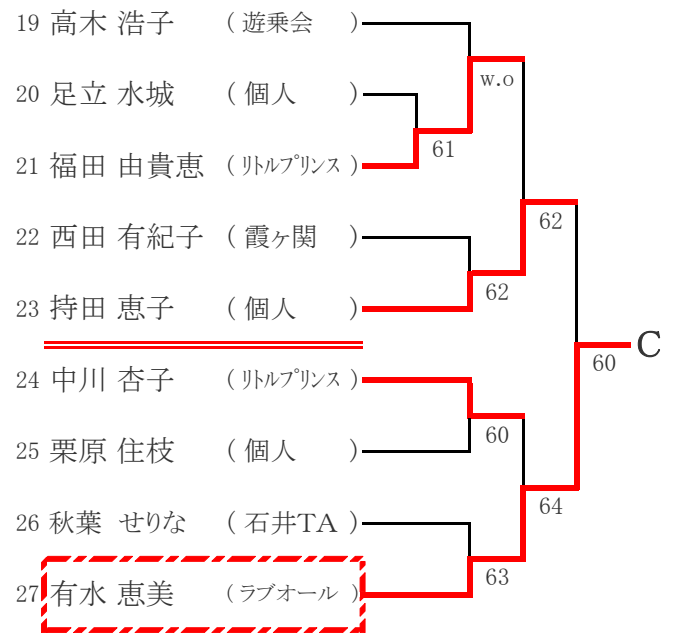 19 高木 浩子 ( 遊乗会 )
w.o
20 足立 水城 ( 個人 )
61
21 福田 由貴恵 ( リトルプリンス )
62
22 西田 有紀子 ( 霞ヶ関 )
62
23 持田 恵子 ( 個人 )
C
60
24 中川 杏子 ( リトルプリンス )
60
25 栗原 住枝 ( 個人 )
64
26 秋葉 せりな ( 石井TA )
63
27 有水 恵美 ( ラブオール )